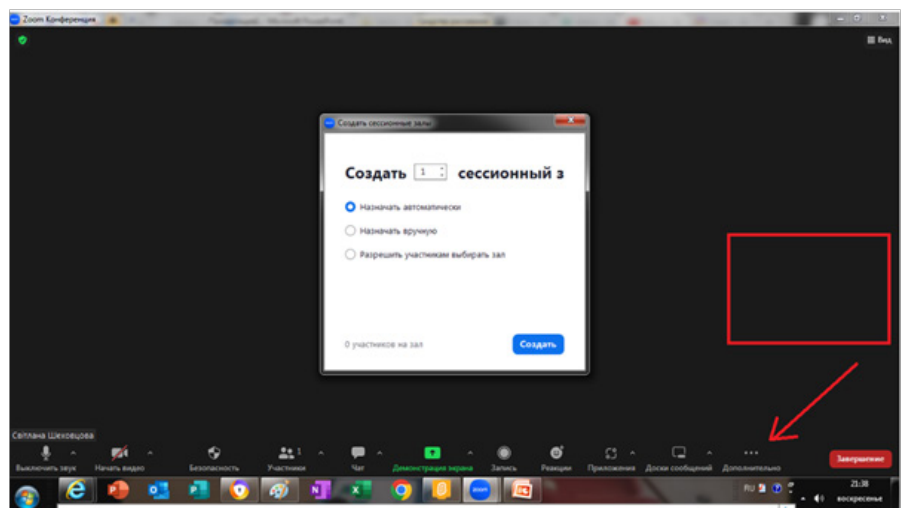 Zoom Конференция
Вид
Создать сессионные залы
Создать 1 сессионный з
Назначать автоматически
Назначать вручную
Разрешить участникам выбирать зал
0 участников на зал
Создать
Світлана Шеховцова
1
Выключить звук Начать видео Безопасность Участники Чат Демонстрация экрана Запись Реакции Приложения Доски сообщений Дополнительно Завершение
RU 21:38
воскресенье